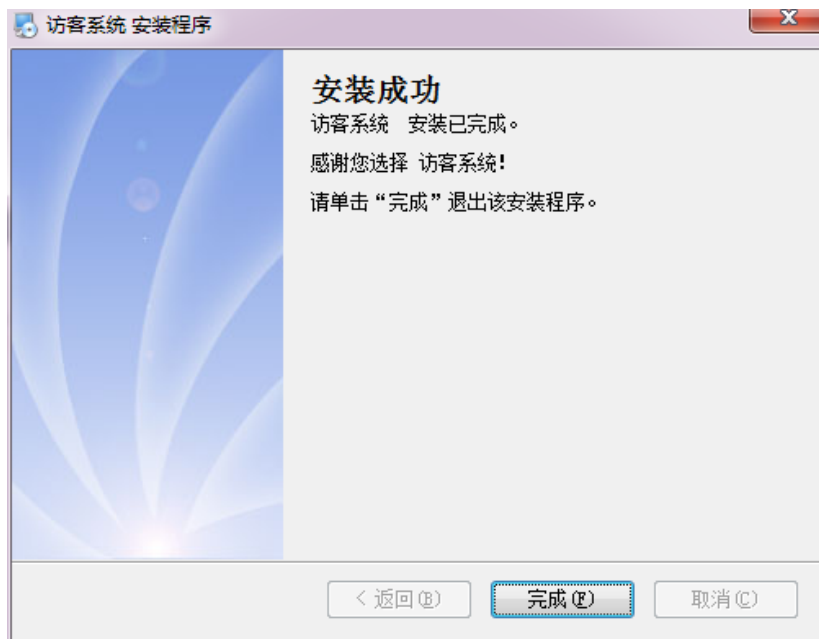 访客系统 安装程序
安装成功
访客系统 安装已完成。
感谢您选择 访客系统!
请单击“完成”退出该安装程序。
< 返回(B) 完成(F) 取消(C)